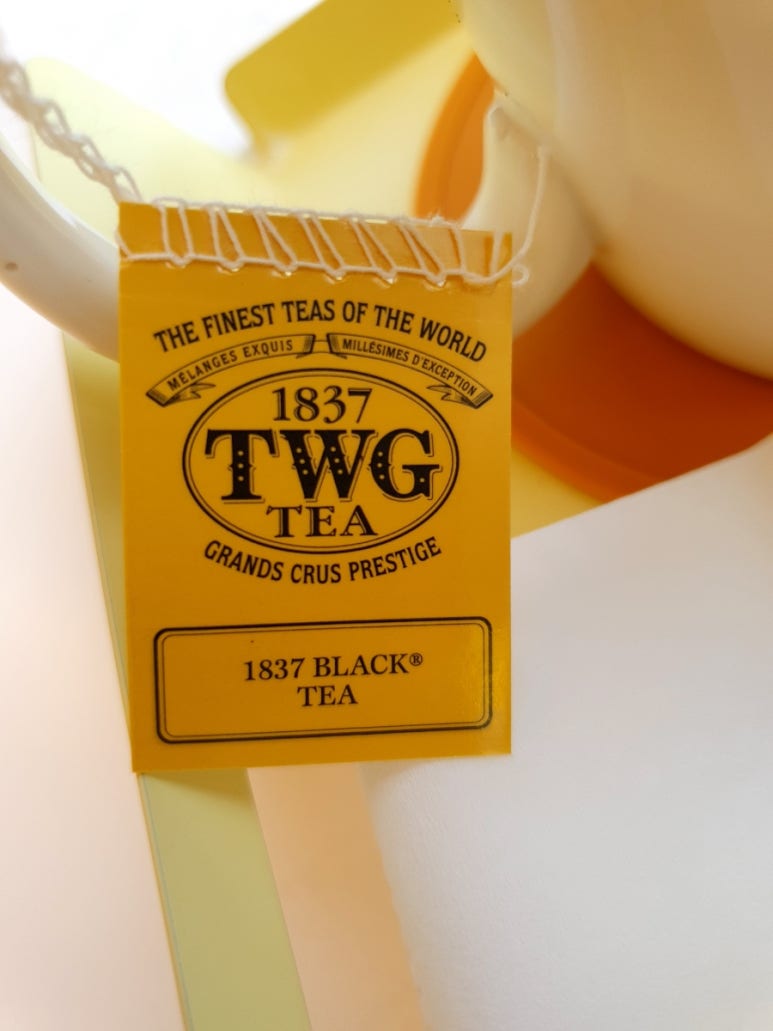 THE FINEST TEAS OF THE WORLD
MÉLANGES EXQUIS MILLÉSIMES D'EXCEPTION
1837
TWG
TEA
GRANDS CRUS PRESTIGE
1837 BLACK®
TEA